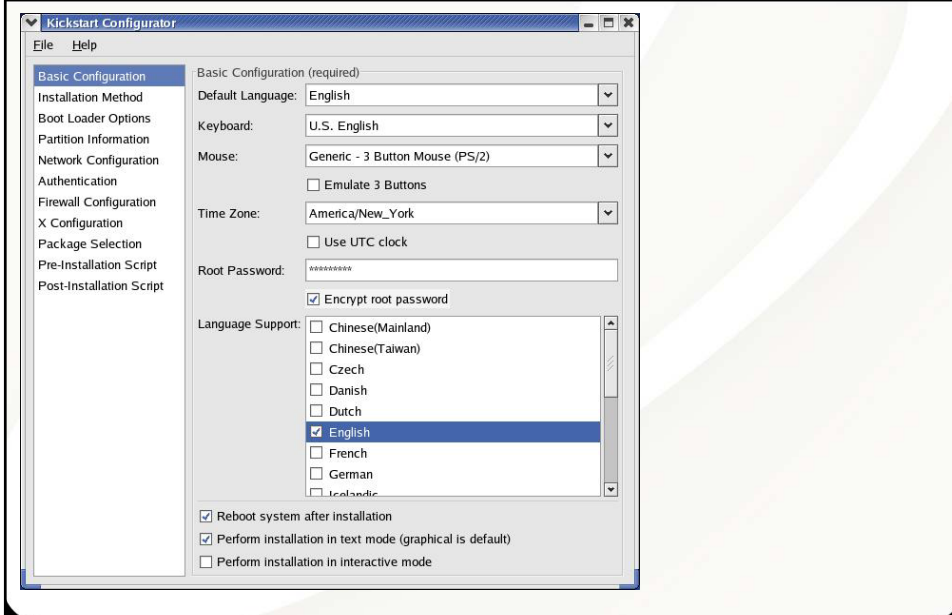 Kickstart Configurator
File Help
Basic Configuration
Installation Method
Boot Loader Options
Partition Information
Network Configuration
Authentication
Firewall Configuration
X Configuration
Package Selection
Pre-Installation Script
Post-Installation Script
Basic Configuration (required)
Default Language: English
Keyboard: U.S. English
Mouse: Generic - 3 Button Mouse (PS/2)
Emulate 3 Buttons
Time Zone: America/New_York
Use UTC clock
Root Password: *********
Encrypt root password
Language Support: Chinese(Mainland)
Chinese(Taiwan)
Czech
Danish
Dutch
English
French
German
Icelandic
Reboot system after installation
Perform installation in text mode (graphical is default)
Perform installation in interactive mode